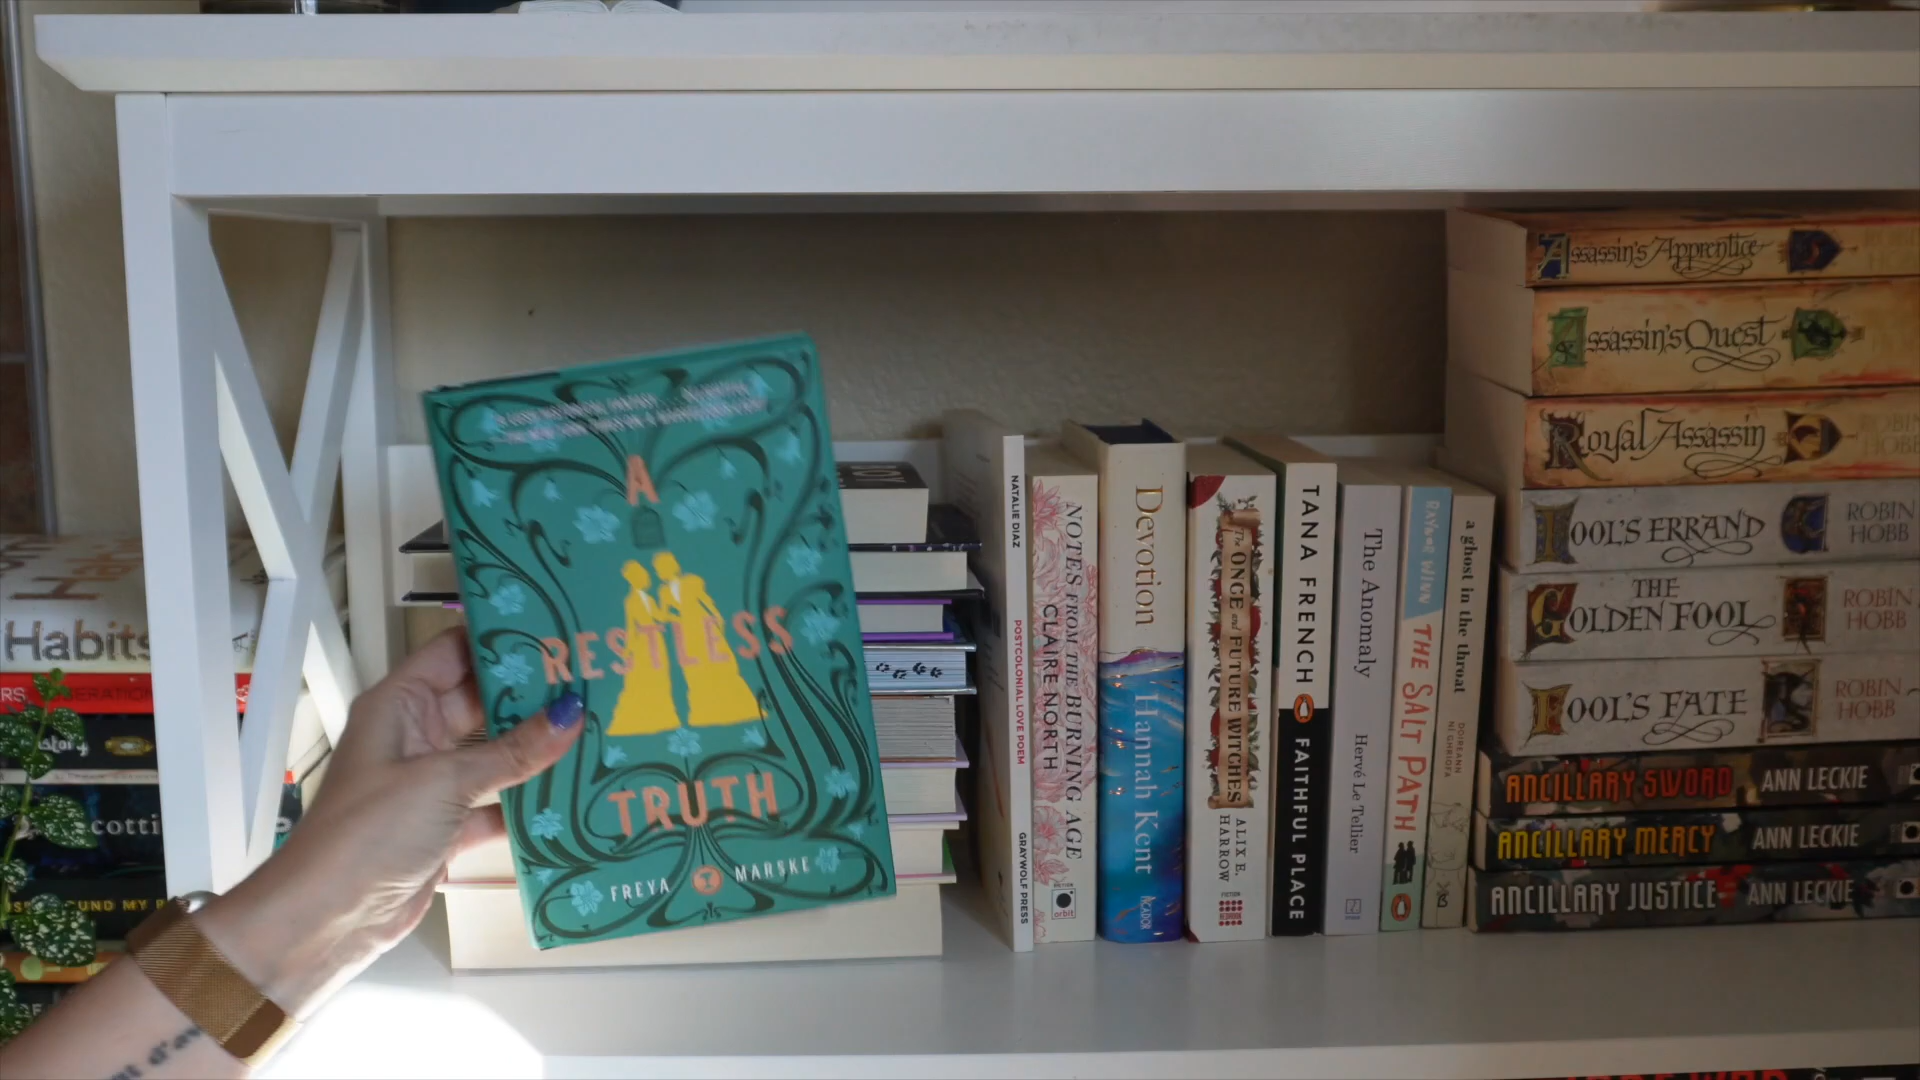 A
RESTLESS
TRUTH
FREYA MARSKE
Habits
story
cotti
OUND MY
NATALIE DIAZ
POSTCOLONIAL LOVE POEM
GRAYWOLF PRESS
NOTES FROM THE BURNING AGE
CLAIRE NORTH
orbit
Devotion
Hannah Kent
PICADOR
The ONCE and FUTURE WITCHES
ALIX E. HARROW
TANA FRENCH
FAITHFUL PLACE
The Anomaly
Hervé Le Tellier
RAYNOR WINN
THE SALT PATH
a ghost in the throat
DOIREANN NÍ GHRÍOFA
Assassin's Apprentice
Assassin's Quest
Royal Assassin
ROBIN HOBB
FOOL'S ERRAND
ROBIN HOBB
THE GOLDEN FOOL
ROBIN HOBB
FOOL'S FATE
ROBIN HOBB
ANCILLARY SWORD ANN LECKIE
ANCILLARY MERCY ANN LECKIE
ANCILLARY JUSTICE ANN LECKIE